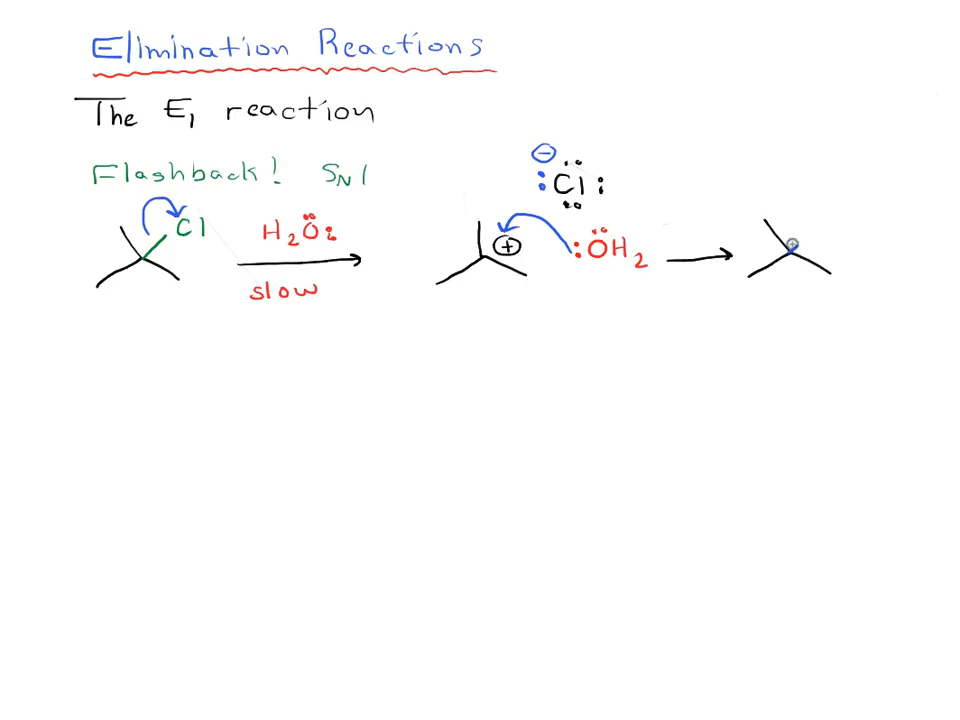 Elimination Reactions
The E1 reaction
Flashback! SN1
Cl
H2O:
slow
+
− :Cl:
:OH2